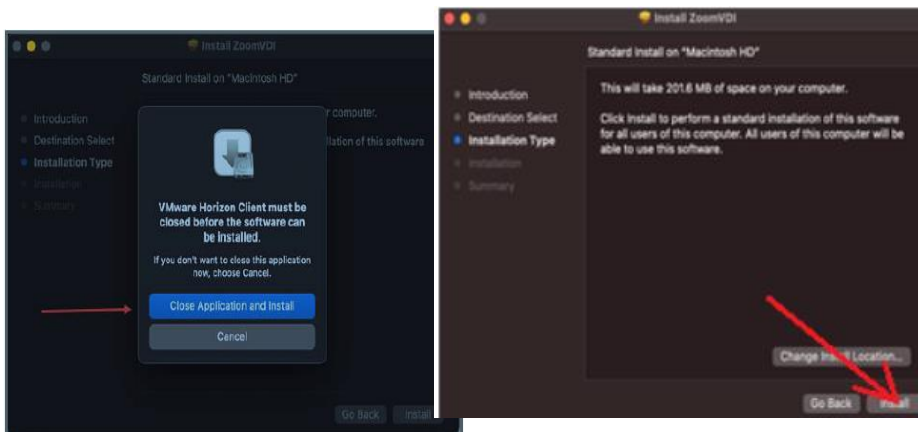 Install ZoomVDI
Standard Install on "Macintosh HD"
Introduction
Destination Select
Installation Type
Installation
Summary
r computer.
llation of this software
VMware Horizon Client must be
closed before the software can
be installed.
If you don't want to close this application
now, choose Cancel.
Close Application and Install
Cancel
Go Back
Install
Install ZoomVDI
Standard Install on "Macintosh HD"
Introduction
Destination Select
Installation Type
Installation
Summary
This will take 201.6 MB of space on your computer.
Click Install to perform a standard installation of this software
for all users of this computer. All users of this computer will be
able to use this software.
Change Install Location...
Go Back
Install